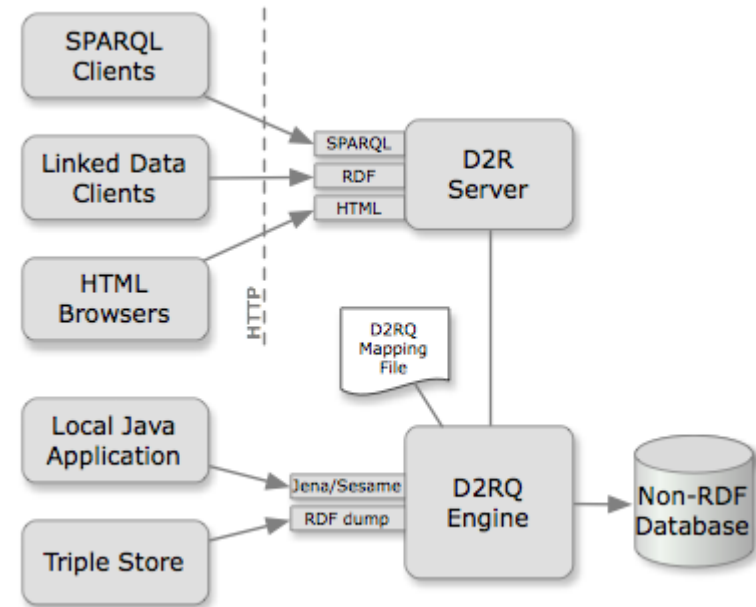 SPARQL
Clients
Linked Data
Clients
HTML
Browsers
HTTP
SPARQL
RDF
HTML
D2R
Server
D2RQ
Mapping
File
Local Java
Application
Triple Store
Jena/Sesame
RDF dump
D2RQ
Engine
Non-RDF
Database